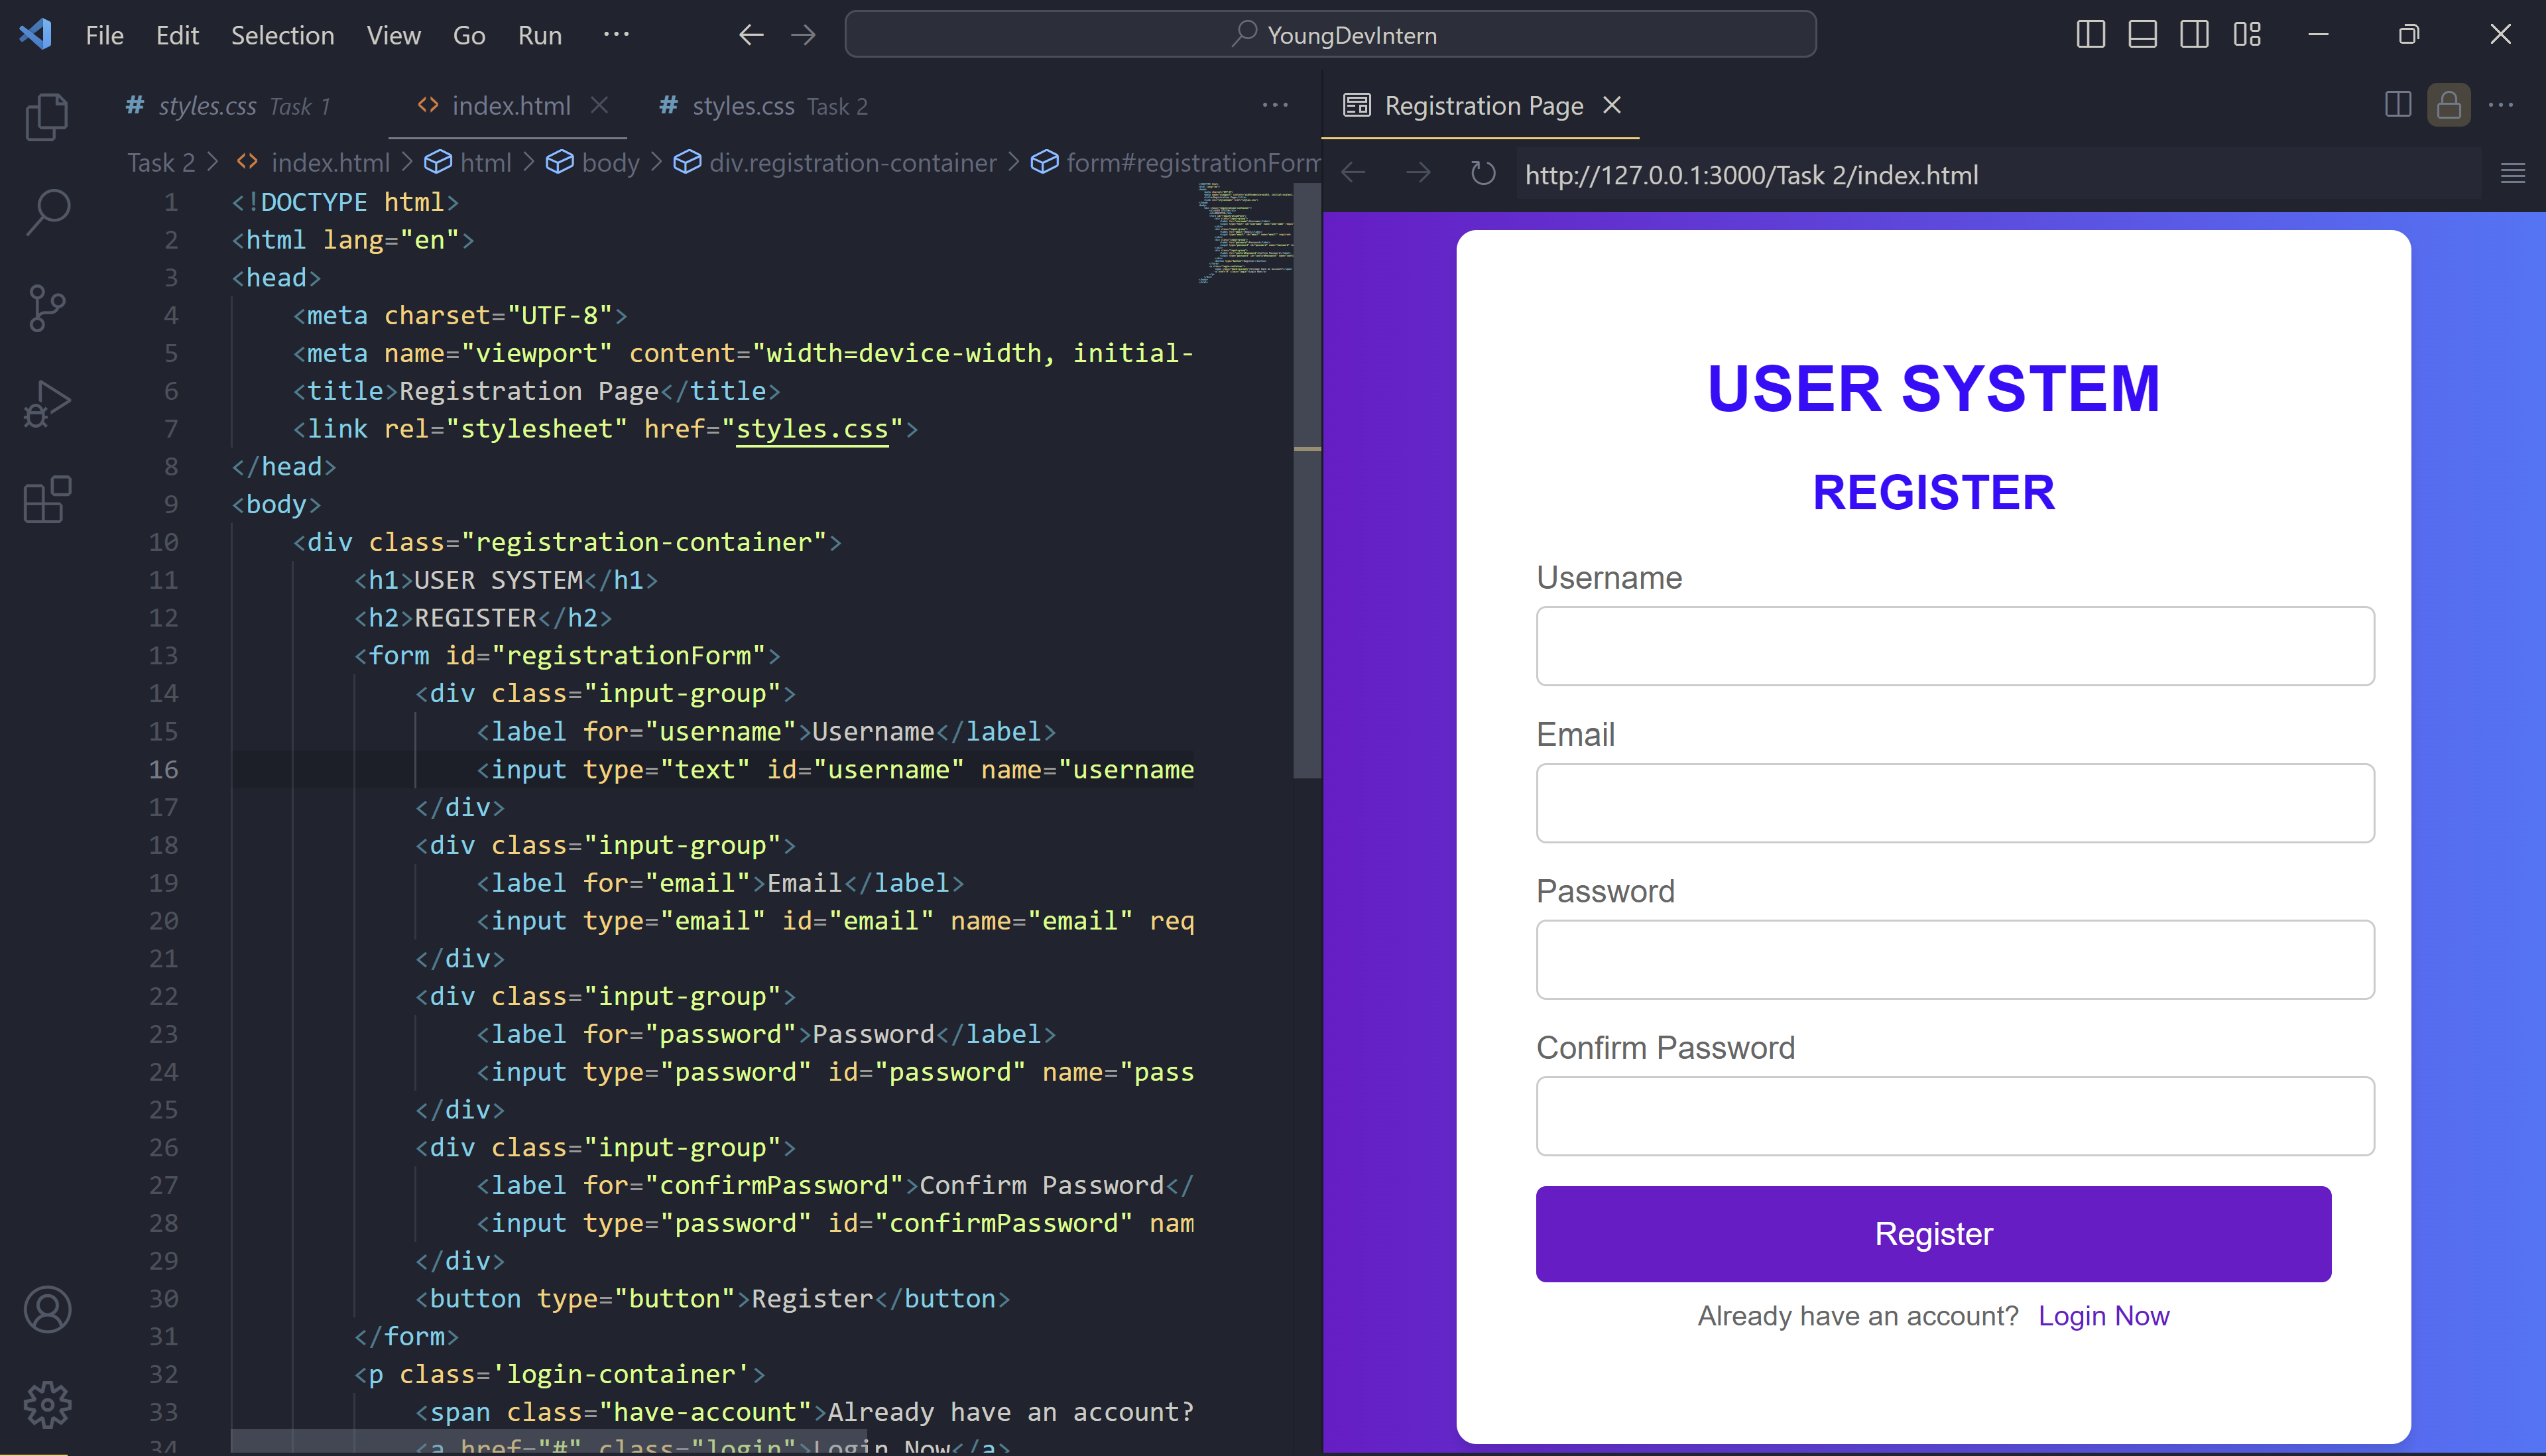 File Edit Selection View Go Run ···
YoungDevIntern
# styles.css Task 1
<> index.html
# styles.css Task 2
Task 2 > <> index.html > html > body > div.registration-container > form#registrationForm
1 <!DOCTYPE html>
2 <html lang="en">
3 <head>
4 <meta charset="UTF-8">
5 <meta name="viewport" content="width=device-width, initial-
6 <title>Registration Page</title>
7 <link rel="stylesheet" href="styles.css">
8 </head>
9 <body>
10 <div class="registration-container">
11 <h1>USER SYSTEM</h1>
12 <h2>REGISTER</h2>
13 <form id="registrationForm">
14 <div class="input-group">
15 <label for="username">Username</label>
16 <input type="text" id="username" name="username
17 </div>
18 <div class="input-group">
19 <label for="email">Email</label>
20 <input type="email" id="email" name="email" req
21 </div>
22 <div class="input-group">
23 <label for="password">Password</label>
24 <input type="password" id="password" name="pass
25 </div>
26 <div class="input-group">
27 <label for="confirmPassword">Confirm Password</
28 <input type="password" id="confirmPassword" nam
29 </div>
30 <button type="button">Register</button>
31 </form>
32 <p class='login-container'>
33 <span class="have-account">Already have an account?
34 <a href="#" class="login">Login Now</a>
Registration Page
http://127.0.0.1:3000/Task 2/index.html
USER SYSTEM
REGISTER
Username
Email
Password
Confirm Password
Register
Already have an account? Login Now